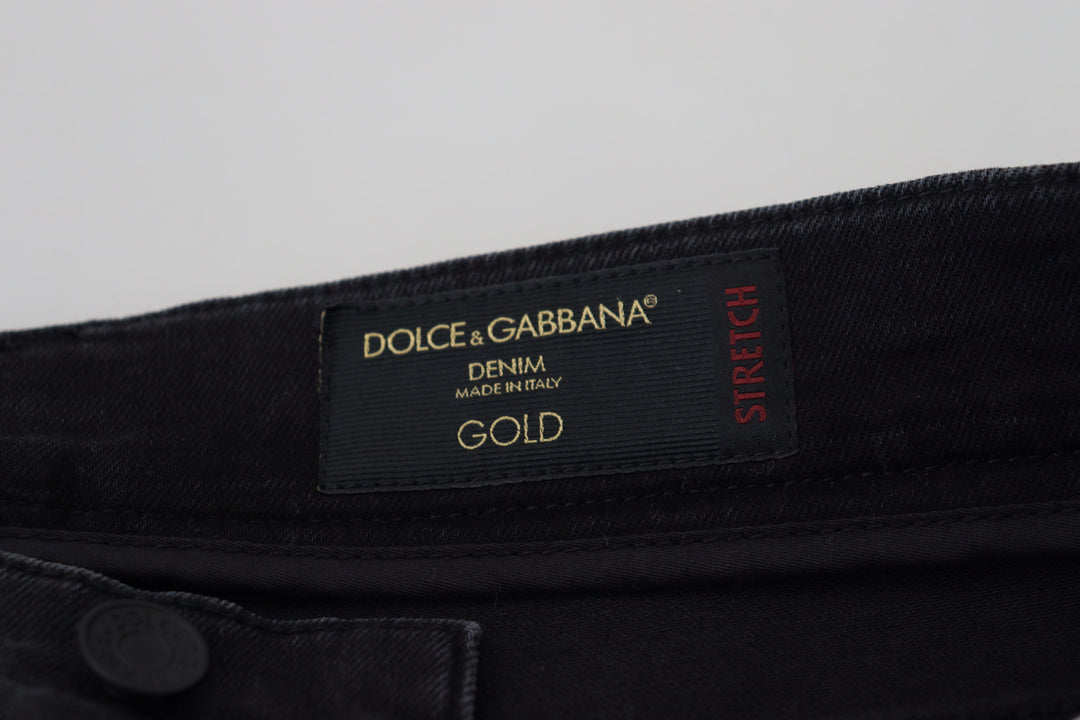 DOLCE & GABBANA®
DENIM
MADE IN ITALY
GOLD
STRETCH